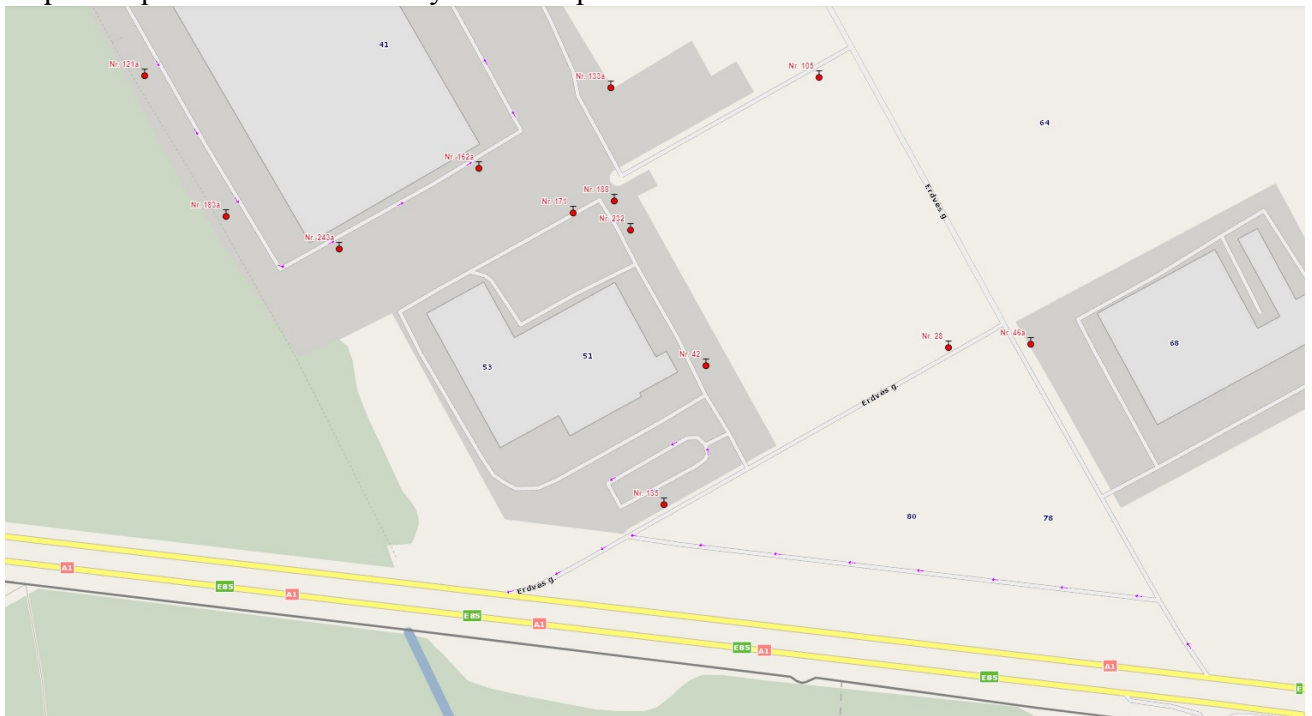 41
Nr. 121a
Nr. 133a
Nr. 105
64
Nr. 162a
Nr. 183a
Nr. 171
Nr. 188
Nr. 232
Nr. 243a
Erdvės g.
Nr. 28
Nr. 46a
68
51
53
Nr. 42
Erdvės g.
Nr. 135
80
78
A1
E85
A1
Erdvės g.
E85
A1
E85
A1
A1
E85